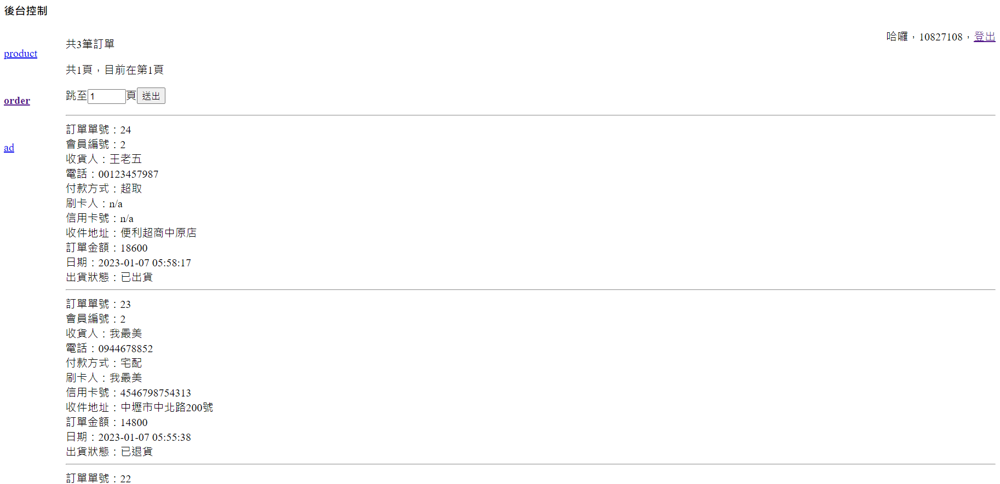 後台控制
哈囉，10827108，登出
product
order
ad
共3筆訂單
共1頁，目前在第1頁
跳至1頁送出
訂單單號：24
會員編號：2
收貨人：王老五
電話：00123457987
付款方式：超取
刷卡人：n/a
信用卡號：n/a
收件地址：便利超商中原店
訂單金額：18600
日期：2023-01-07 05:58:17
出貨狀態：已出貨
訂單單號：23
會員編號：2
收貨人：我最美
電話：0944678852
付款方式：宅配
刷卡人：我最美
信用卡號：4546798754313
收件地址：中壢市中北路200號
訂單金額：14800
日期：2023-01-07 05:55:38
出貨狀態：已退貨
訂單單號：22